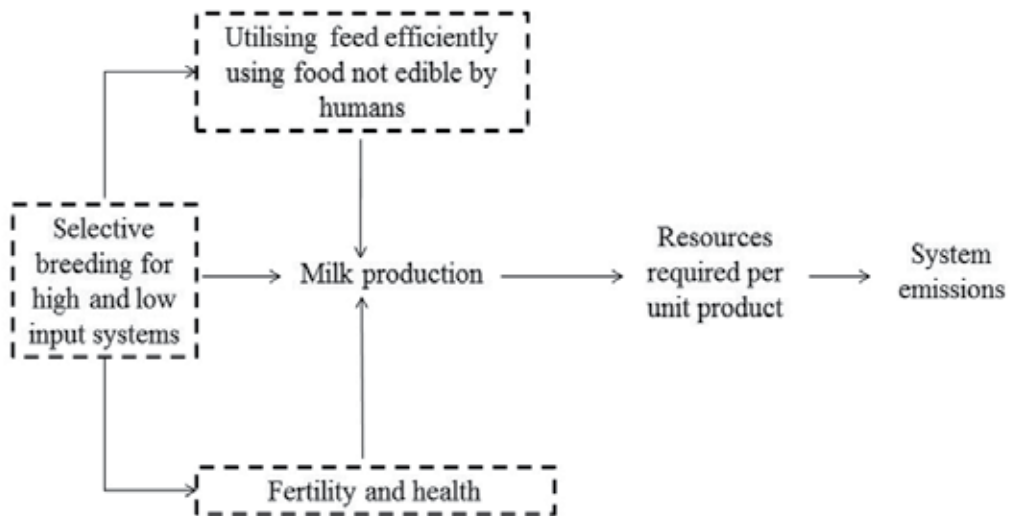 Utilising feed efficiently
using food not edible by
humans
Selective
breeding for
high and low
input systems
Milk production
Resources
required per
unit product
System
emissions
Fertility and health